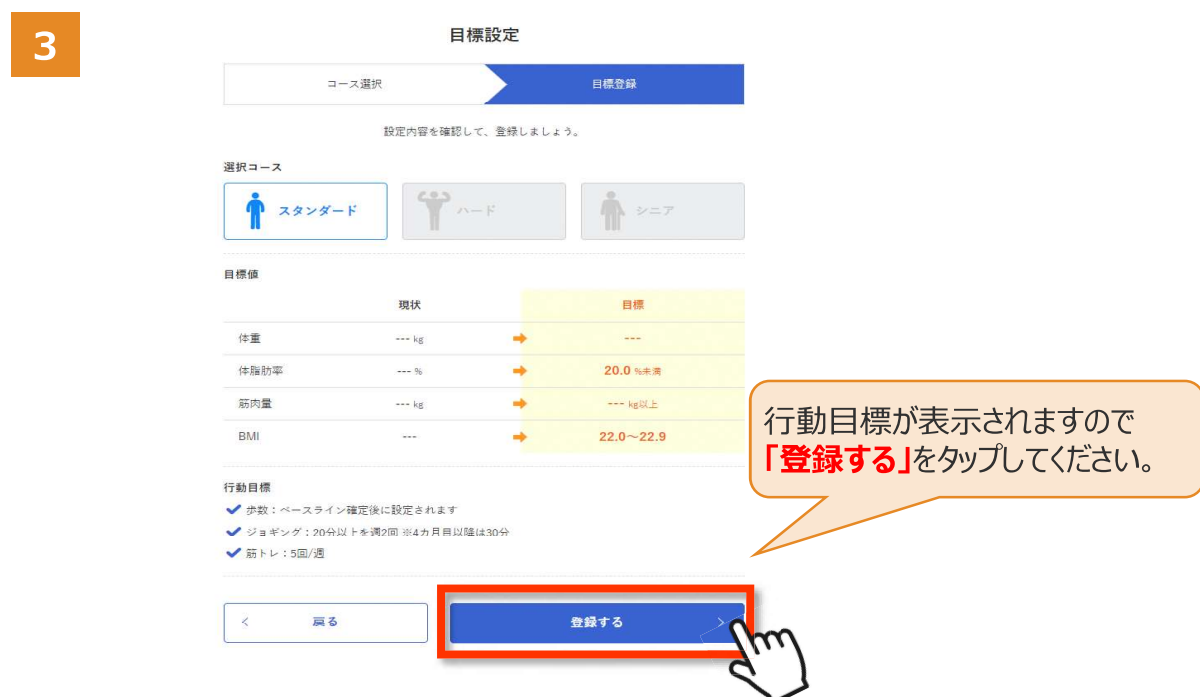 3
目標設定
コース選択
目標登録
設定内容を確認して、登録しましょう。
選択コース
スタンダード
ハード
シニア
目標値
現状 目標
体重 --- kg ---
体脂肪率 --- % 20.0 %未満
筋肉量 --- kg --- kg以上
BMI --- 22.0～22.9
行動目標が表示されますので
「登録する」をタップしてください。
行動目標
歩数：ベースライン確定後に設定されます
ジョギング：20分以上を週2回 ※4カ月目以降は30分
筋トレ：5回/週
< 戻る
登録する >